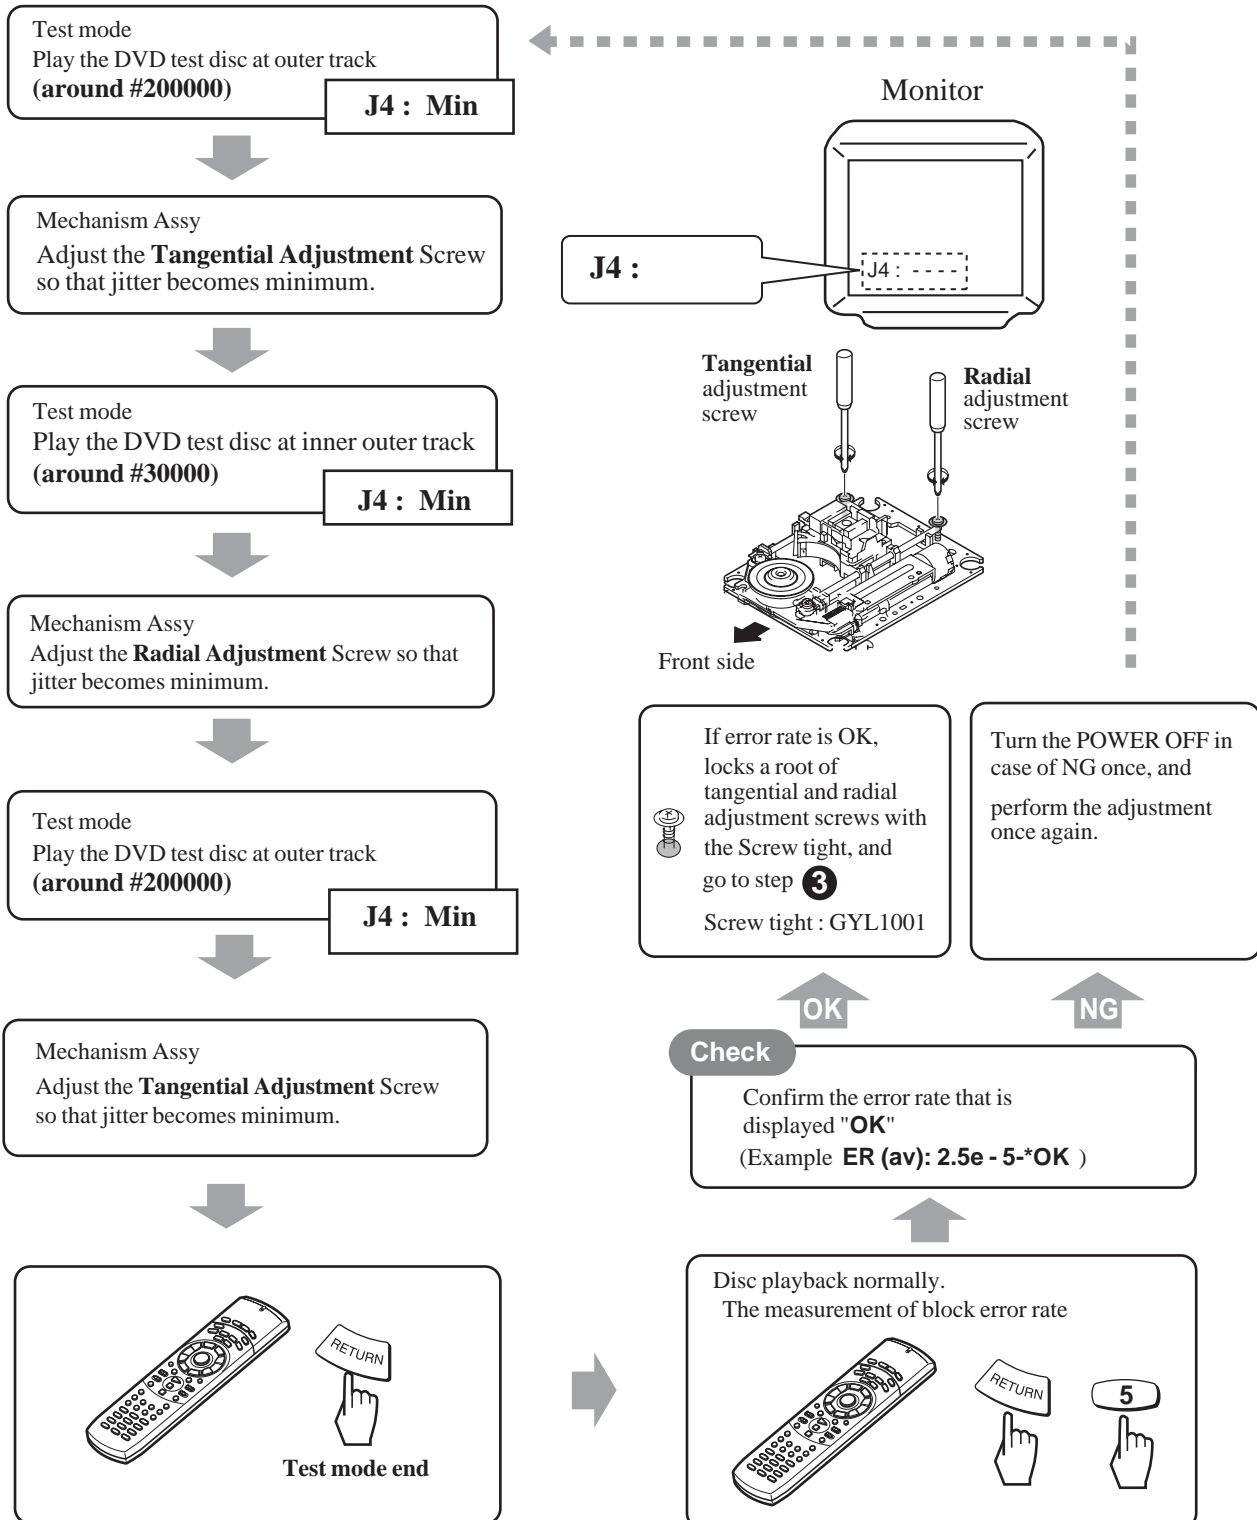 Test mode
Play the DVD test disc at outer track
(around #200000)
J4 : Min
Mechanism Assy
Adjust the Tangential Adjustment Screw
so that jitter becomes minimum.
Test mode
Play the DVD test disc at inner outer track
(around #30000)
J4 : Min
Mechanism Assy
Adjust the Radial Adjustment Screw so that
jitter becomes minimum.
Test mode
Play the DVD test disc at outer track
(around #200000)
J4 : Min
Mechanism Assy
Adjust the Tangential Adjustment Screw
so that jitter becomes minimum.
RETURN
Test mode end
Monitor
J4 :
J4 : - - - -
Tangential
adjustment
screw
Radial
adjustment
screw
Front side
If error rate is OK,
locks a root of
tangential and radial
adjustment screws with
the Screw tight, and
go to step 3
Screw tight : GYL1001
Turn the POWER OFF in
case of NG once, and
perform the adjustment
once again.
OK
NG
Check
Confirm the error rate that is
displayed "OK"
(Example ER (av): 2.5e - 5-*OK )
Disc playback normally.
The measurement of block error rate
RETURN
5